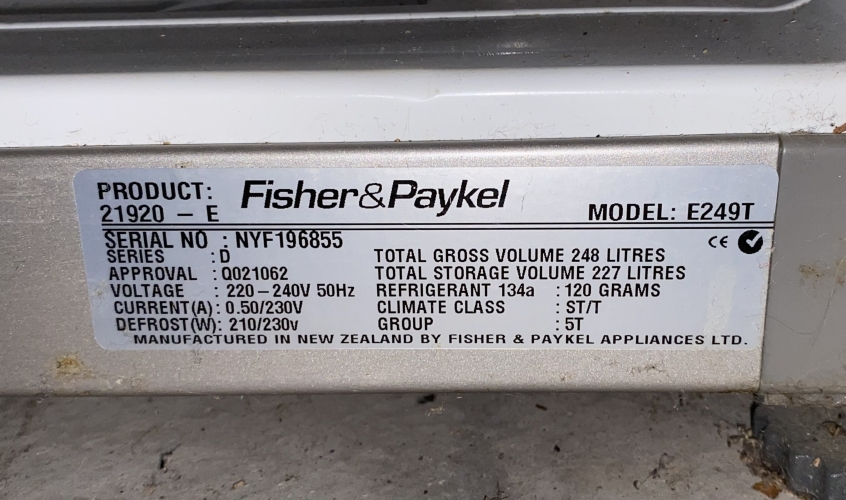 PRODUCT: Fisher&Paykel
21920 - E MODEL: E249T
SERIAL NO : NYF196855 CE
SERIES : D TOTAL GROSS VOLUME 248 LITRES
APPROVAL : Q021062 TOTAL STORAGE VOLUME 227 LITRES
VOLTAGE : 220-240V 50Hz REFRIGERANT 134a : 120 GRAMS
CURRENT(A): 0.50/230V CLIMATE CLASS : ST/T
DEFROST(W): 210/230v GROUP : 5T
MANUFACTURED IN NEW ZEALAND BY FISHER & PAYKEL APPLIANCES LTD.